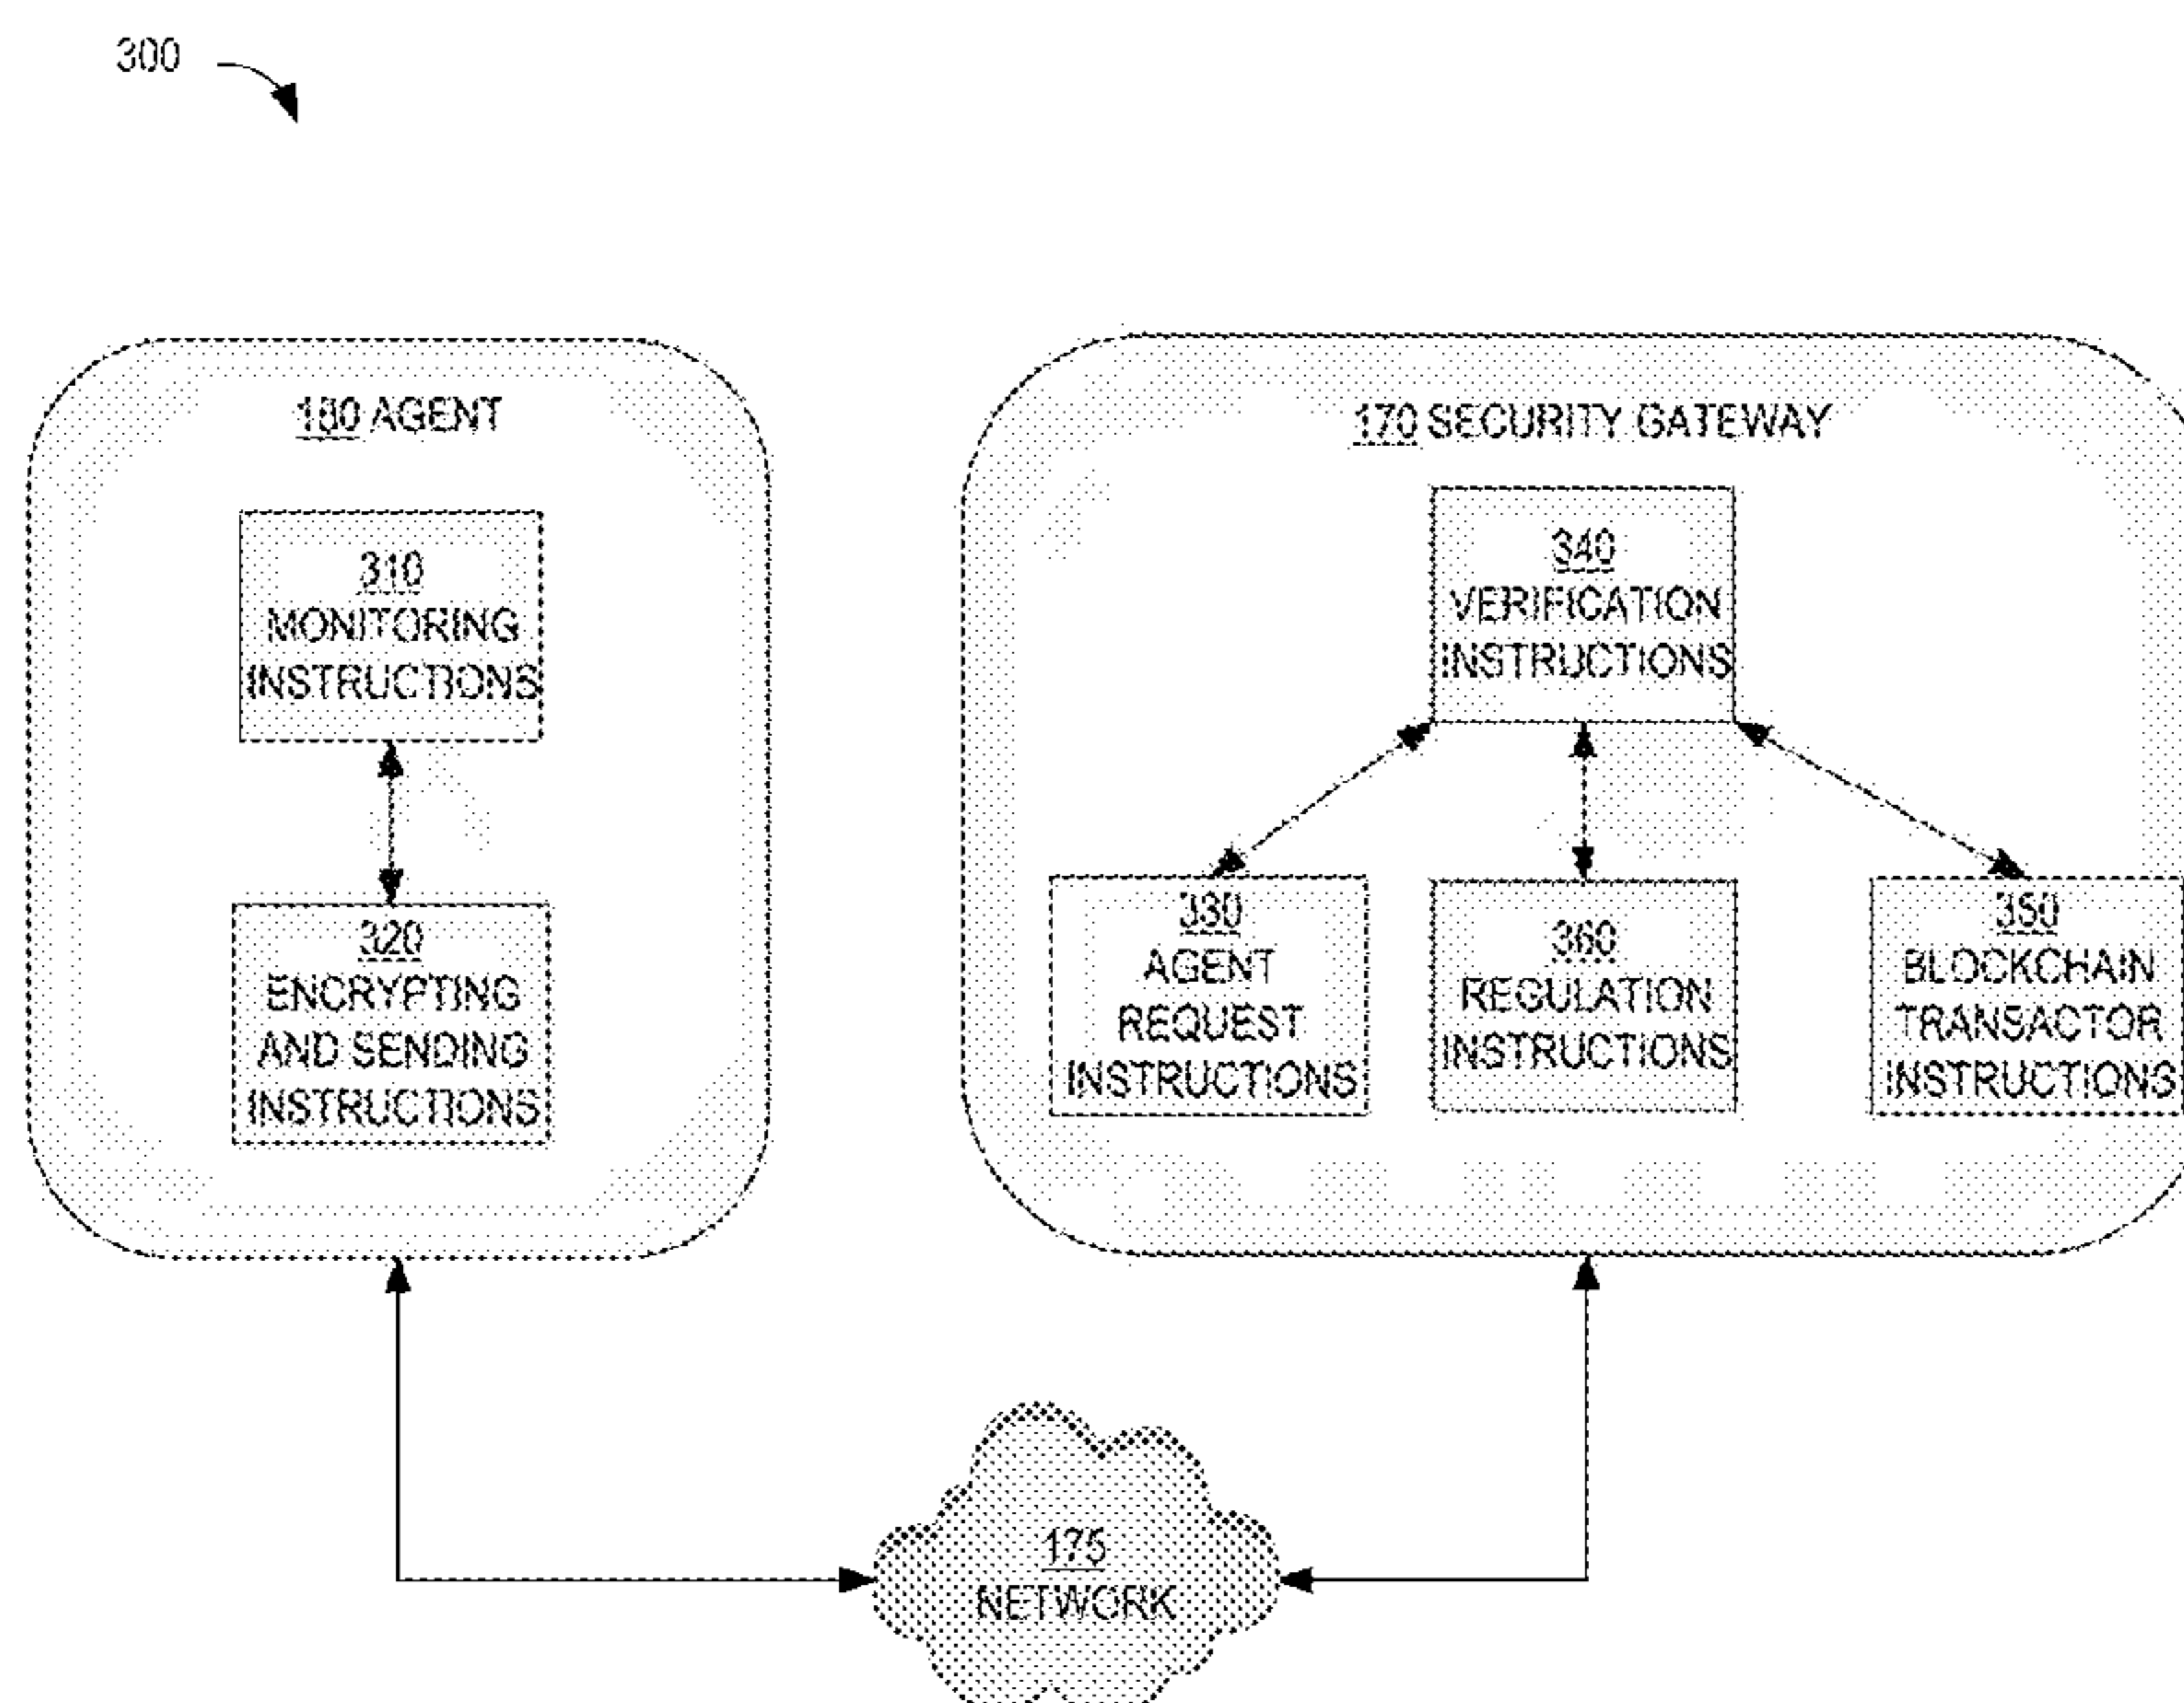 300
180 AGENT
310
MONITORING
INSTRUCTIONS
320
ENCRYPTING
AND SENDING
INSTRUCTIONS
170 SECURITY GATEWAY
340
VERIFICATION
INSTRUCTIONS
330
AGENT
REQUEST
INSTRUCTIONS
360
REGULATION
INSTRUCTIONS
350
BLOCKCHAIN
TRANSACTOR
INSTRUCTIONS
175
NETWORK